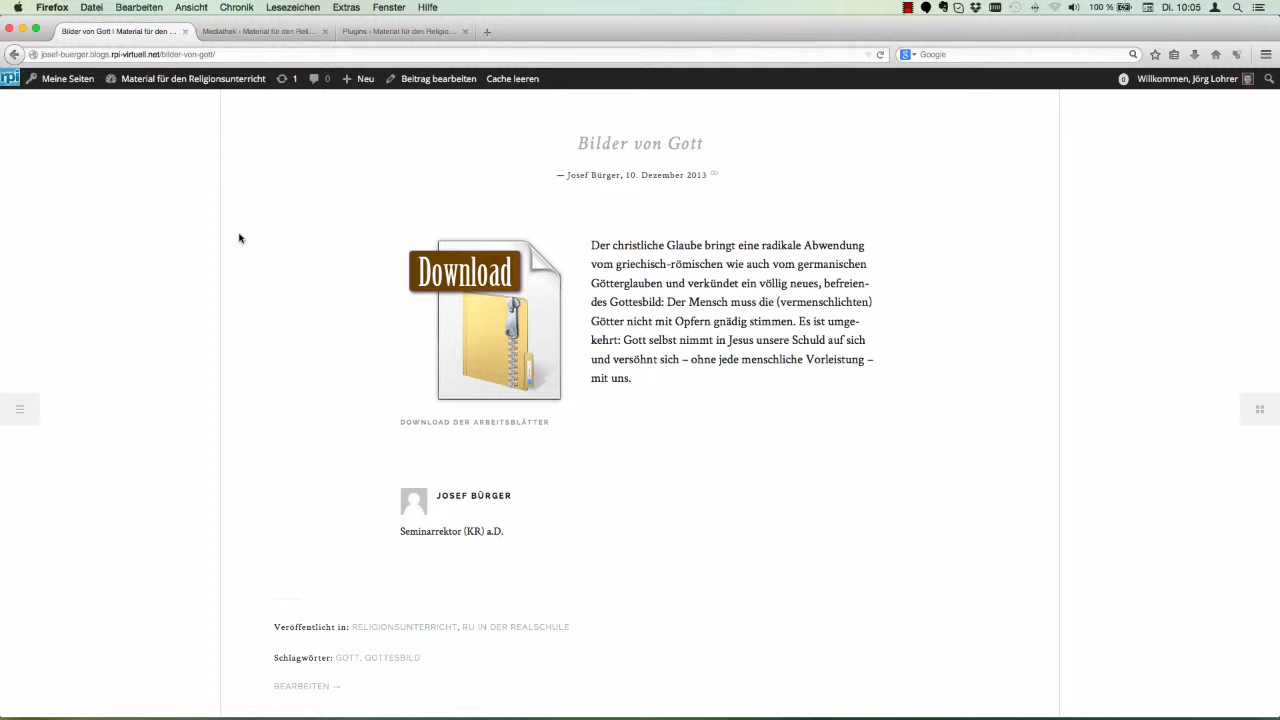 Firefox Datei Bearbeiten Ansicht Chronik Lesezeichen Extras Fenster Hilfe 100 % Di. 10:05
Bilder von Gott | Material für den ... Mediathek ‹ Material für den Reli... Plugins ‹ Material für den Religio...
josef-buerger.blogs.rpi-virtuell.net/bilder-von-gott/ Google
rpi Meine Seiten Material für den Religionsunterricht 1 0 Neu Beitrag bearbeiten Cache leeren 0 Willkommen, Jörg Lohrer
Bilder von Gott
— Josef Bürger, 10. Dezember 2013
Download
Der christliche Glaube bringt eine radikale Abwendung
vom griechisch-römischen wie auch vom germanischen
Götterglauben und verkündet ein völlig neues, befreien-
des Gottesbild: Der Mensch muss die (vermenschlichten)
Götter nicht mit Opfern gnädig stimmen. Es ist umge-
kehrt: Gott selbst nimmt in Jesus unsere Schuld auf sich
und versöhnt sich – ohne jede menschliche Vorleistung –
mit uns.
DOWNLOAD DER ARBEITSBLÄTTER
JOSEF BÜRGER
Seminarrektor (KR) a.D.
Veröffentlicht in: RELIGIONSUNTERRICHT, RU IN DER REALSCHULE
Schlagwörter: GOTT, GOTTESBILD
BEARBEITEN →